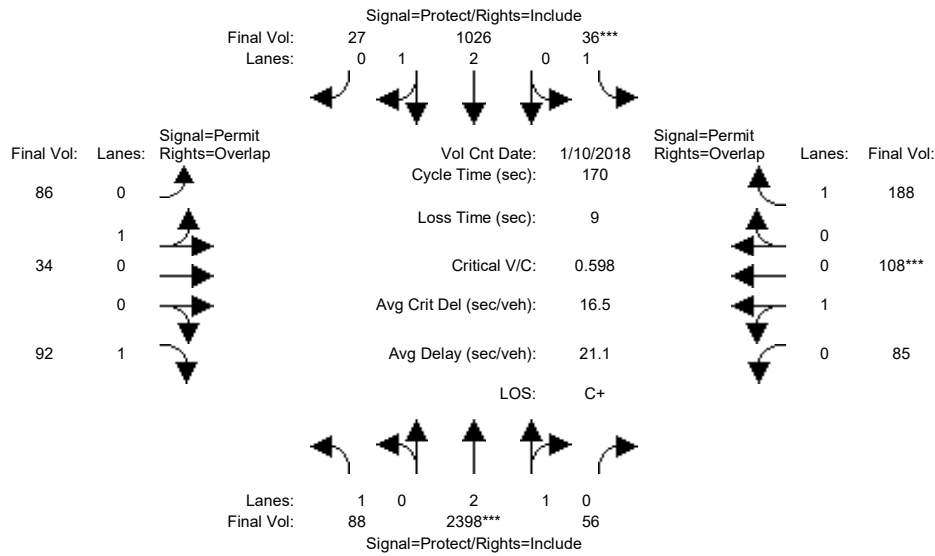 Signal=Protect/Rights=Include
Final Vol: 27 1026 36***
Lanes: 0 1 2 0 1
Signal=Permit Signal=Permit
Final Vol: Lanes: Rights=Overlap Vol Cnt Date: 1/10/2018 Rights=Overlap Lanes: Final Vol:
Cycle Time (sec): 170
86 0 1 188
Loss Time (sec): 9
1 0
34 0 Critical V/C: 0.598 0 108***
0 Avg Crit Del (sec/veh): 16.5 1
92 1 Avg Delay (sec/veh): 21.1 0 85
LOS: C+
Lanes: 1 0 2 1 0
Final Vol: 88 2398*** 56
Signal=Protect/Rights=Include